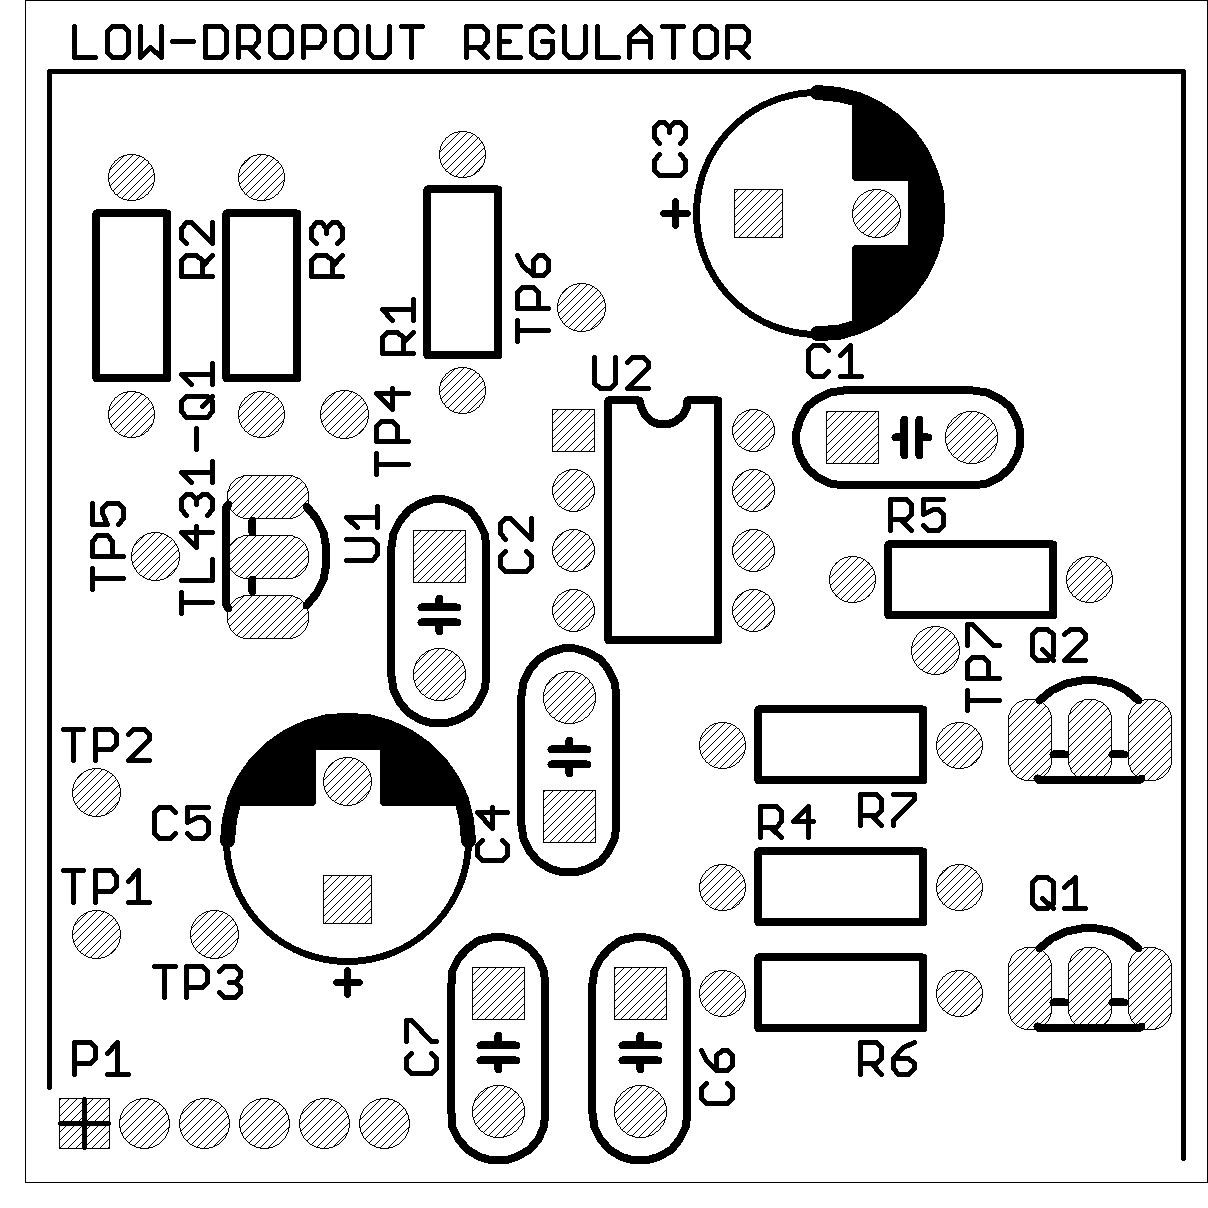 LOW-DROPOUT REGULATOR
C3
+
R2
R3
R1
TP6
C1
U2
TP4
TL431-Q1
TP5
U1
C2
R5
TP7
Q2
TP2
C5
C4
R4
R7
TP1
Q1
TP3
+
C7
C6
R6
P1